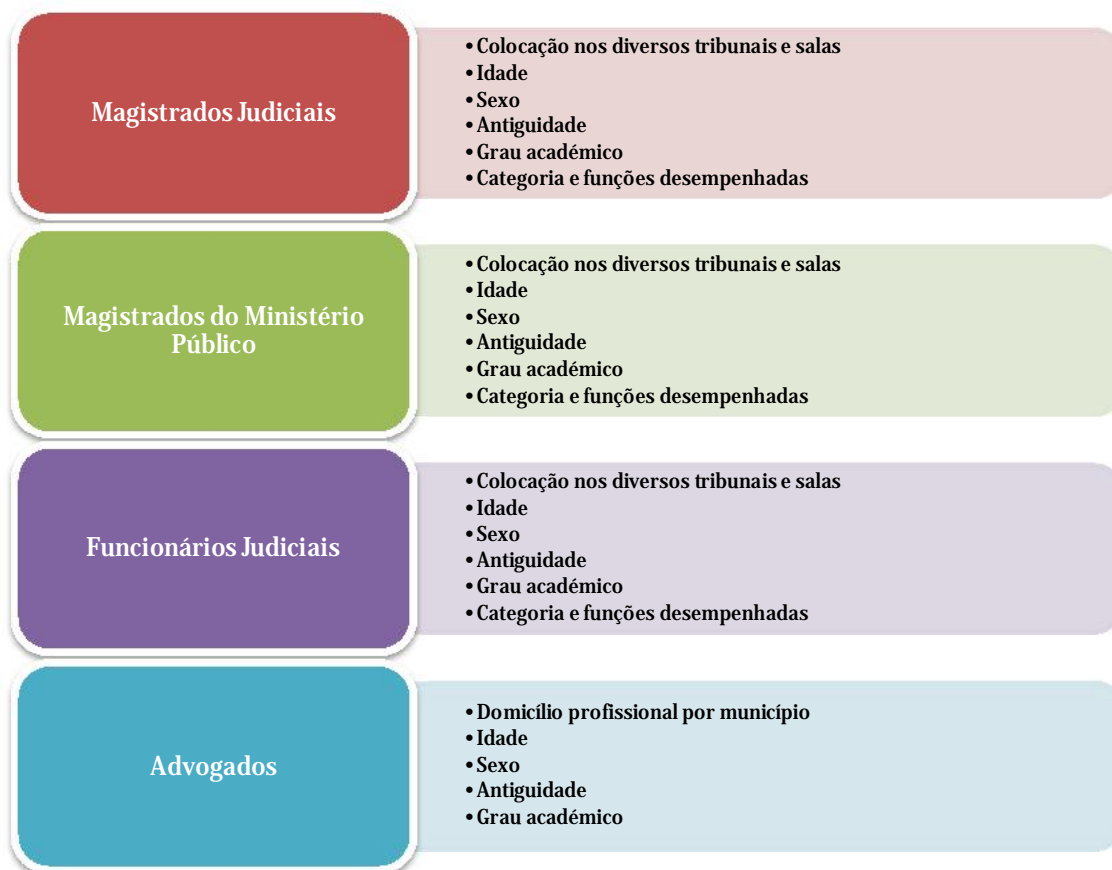 Magistrados Judiciais
•Colocação nos diversos tribunais e salas
•Idade
•Sexo
•Antiguidade
•Grau académico
•Categoria e funções desempenhadas
Magistrados do Ministério
Público
•Colocação nos diversos tribunais e salas
•Idade
•Sexo
•Antiguidade
•Grau académico
•Categoria e funções desempenhadas
Funcionários Judiciais
•Colocação nos diversos tribunais e salas
•Idade
•Sexo
•Antiguidade
•Grau académico
•Categoria e funções desempenhadas
Advogados
•Domicílio profissional por município
•Idade
•Sexo
•Antiguidade
•Grau académico